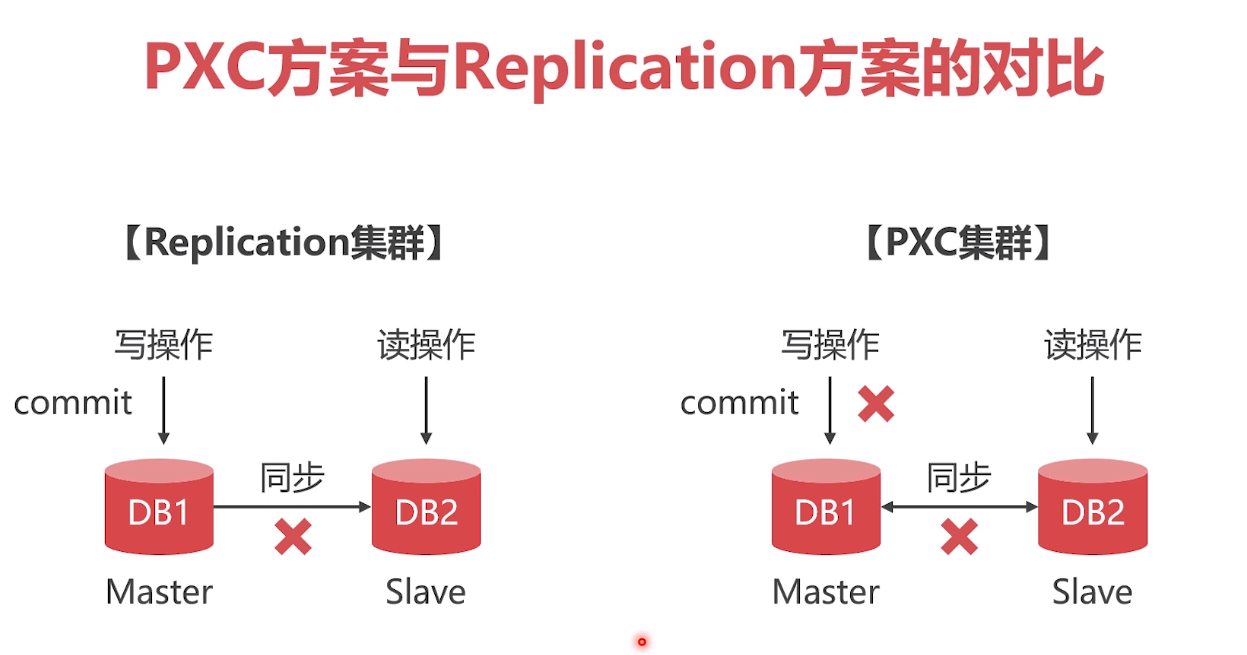 PXC方案与Replication方案的对比
【Replication集群】
写操作
读操作
commit
同步
DB1
DB2
Master
Slave
【PXC集群】
写操作
读操作
commit
同步
DB1
DB2
Master
Slave